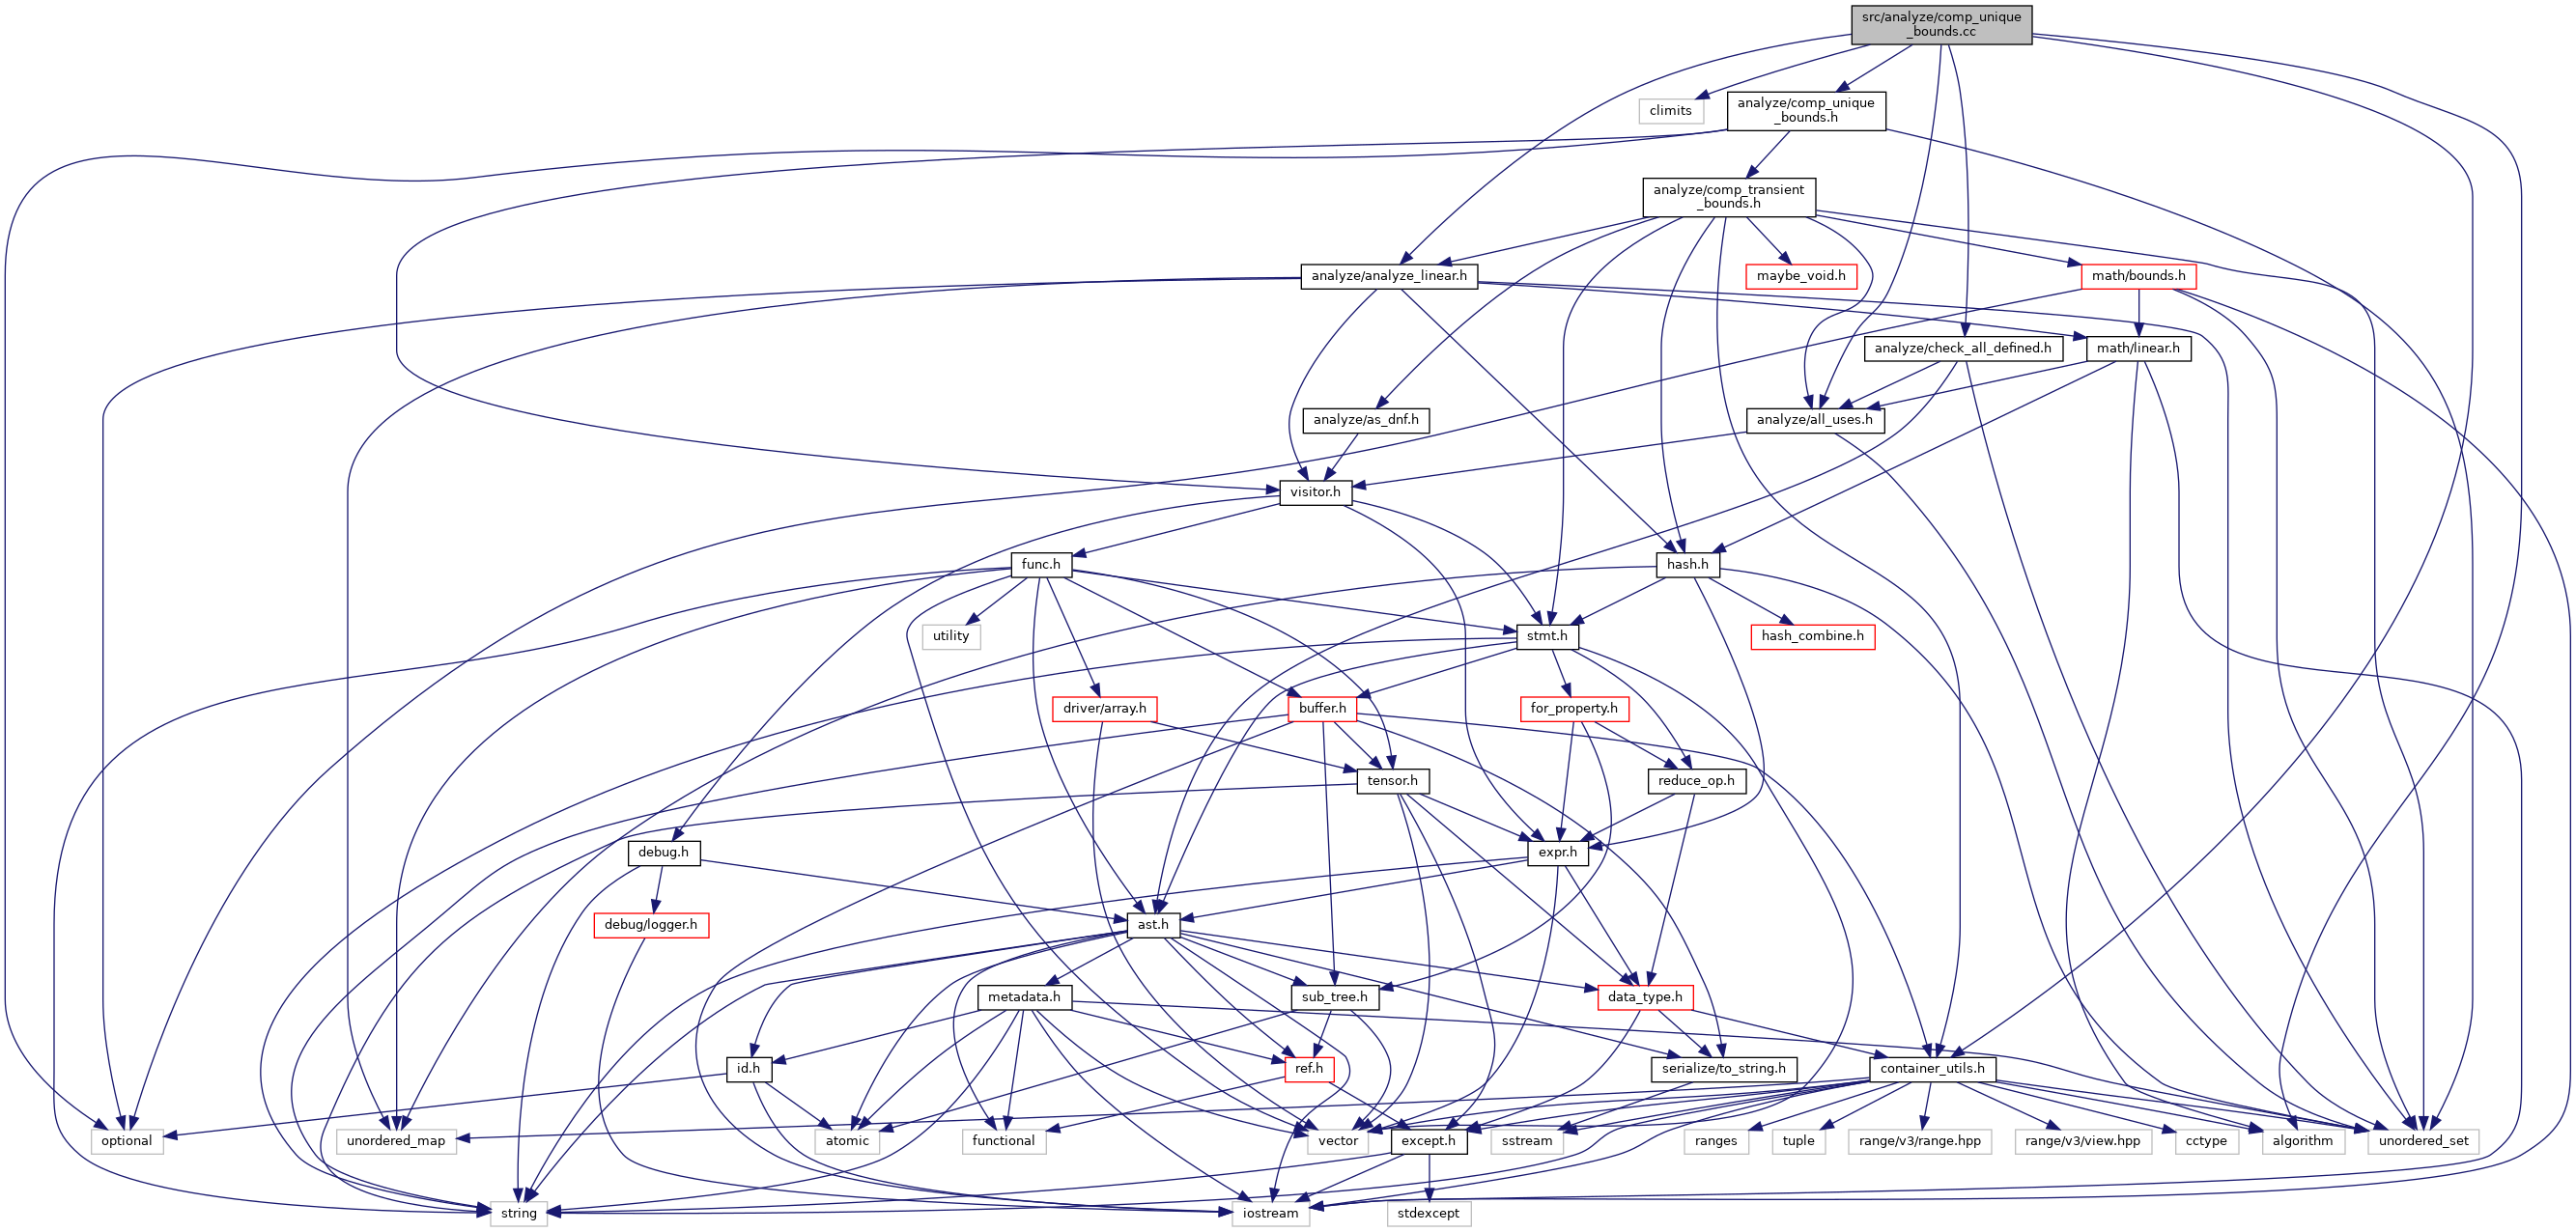 src/analyze/comp_unique
_bounds.cc
climits
analyze/comp_unique
_bounds.h
analyze/comp_transient
_bounds.h
analyze/analyze_linear.h
maybe_void.h
math/bounds.h
analyze/check_all_defined.h
math/linear.h
analyze/as_dnf.h
analyze/all_uses.h
visitor.h
func.h
hash.h
utility
stmt.h
hash_combine.h
driver/array.h
buffer.h
for_property.h
tensor.h
reduce_op.h
debug.h
expr.h
debug/logger.h
ast.h
metadata.h
sub_tree.h
data_type.h
id.h
ref.h
serialize/to_string.h
container_utils.h
optional
unordered_map
atomic
functional
vector
except.h
sstream
ranges
tuple
range/v3/range.hpp
range/v3/view.hpp
cctype
algorithm
unordered_set
string
iostream
stdexcept